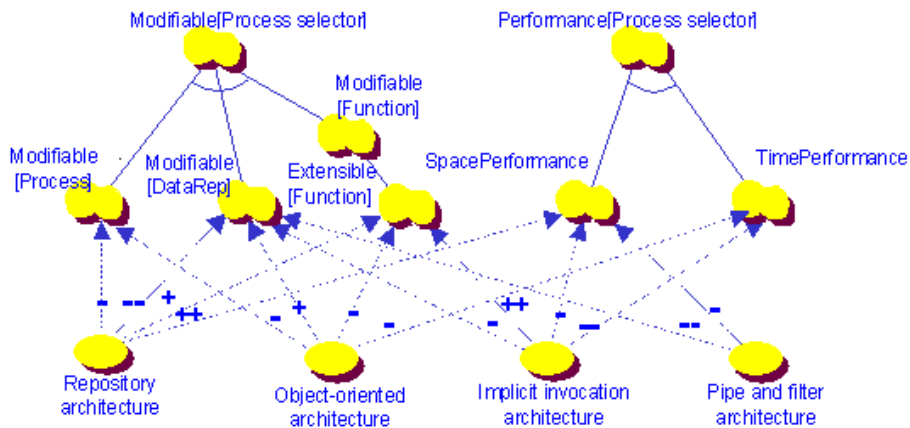 Modifiable[Process selector]
Performance[Process selector]
Modifiable
[Function]
Modifiable
[Process]
Modifiable
[DataRep]
Extensible
[Function]
SpacePerformance
TimePerformance
- -- + ++ - + - - - ++ - -- -- -
Repository
architecture
Object-oriented
architecture
Implicit invocation
architecture
Pipe and filter
architecture